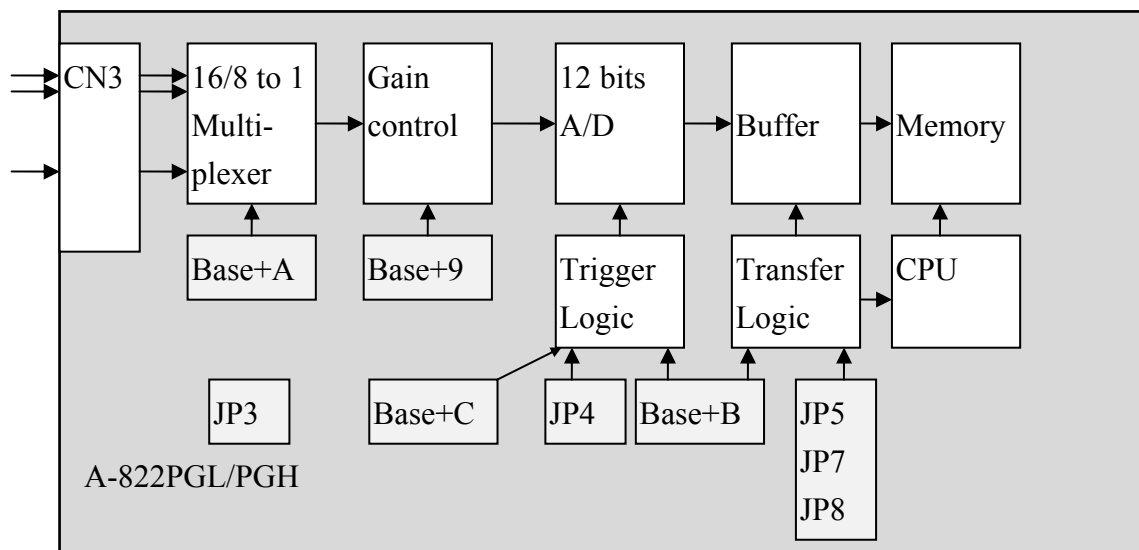 CN3
16/8 to 1
Multi-
plexer
Gain
control
12 bits
A/D
Buffer
Memory
Base+A
Base+9
Trigger
Logic
Transfer
Logic
CPU
JP3
Base+C
JP4
Base+B
JP5
JP7
JP8
A-822PGL/PGH